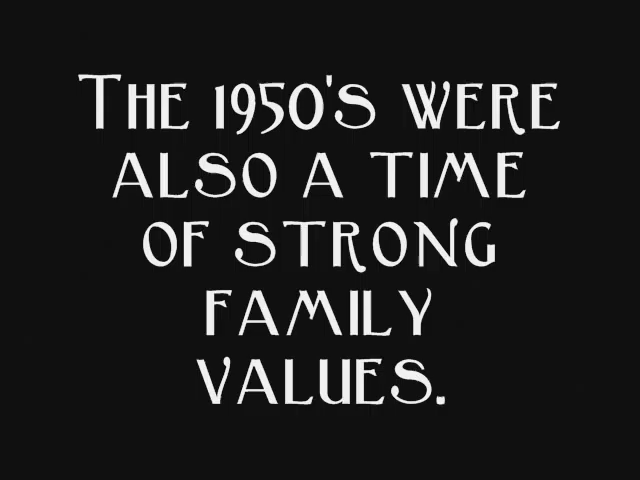 THE 1950'S WERE
ALSO A TIME
OF STRONG
FAMILY
VALUES.